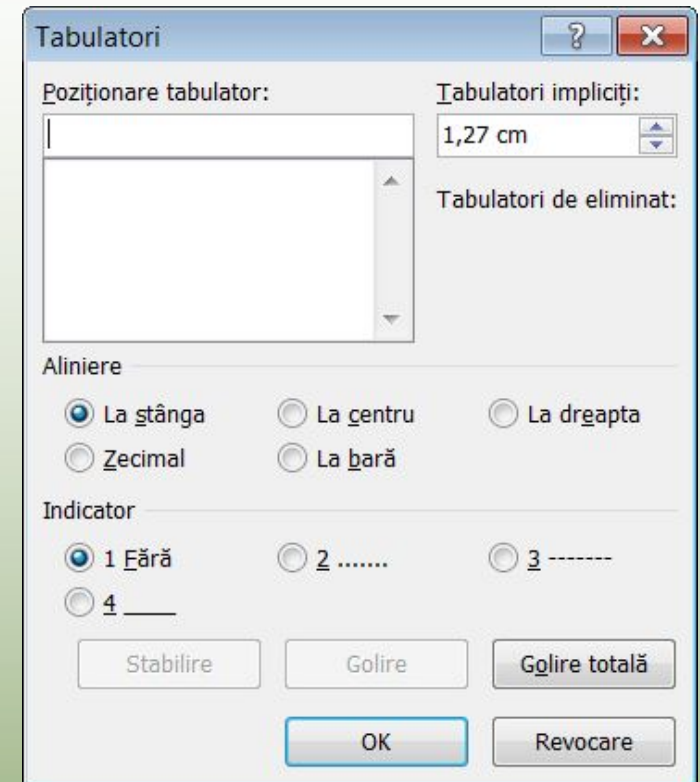 Tabulatori
Poziționare tabulator:
Tabulatori impliciți:
1,27 cm
Tabulatori de eliminat:
Aliniere
La stânga
La centru
La dreapta
Zecimal
La bară
Indicator
1 Fără
2 .......
3 -------
4 ____
Stabilire
Golire
Golire totală
OK
Revocare